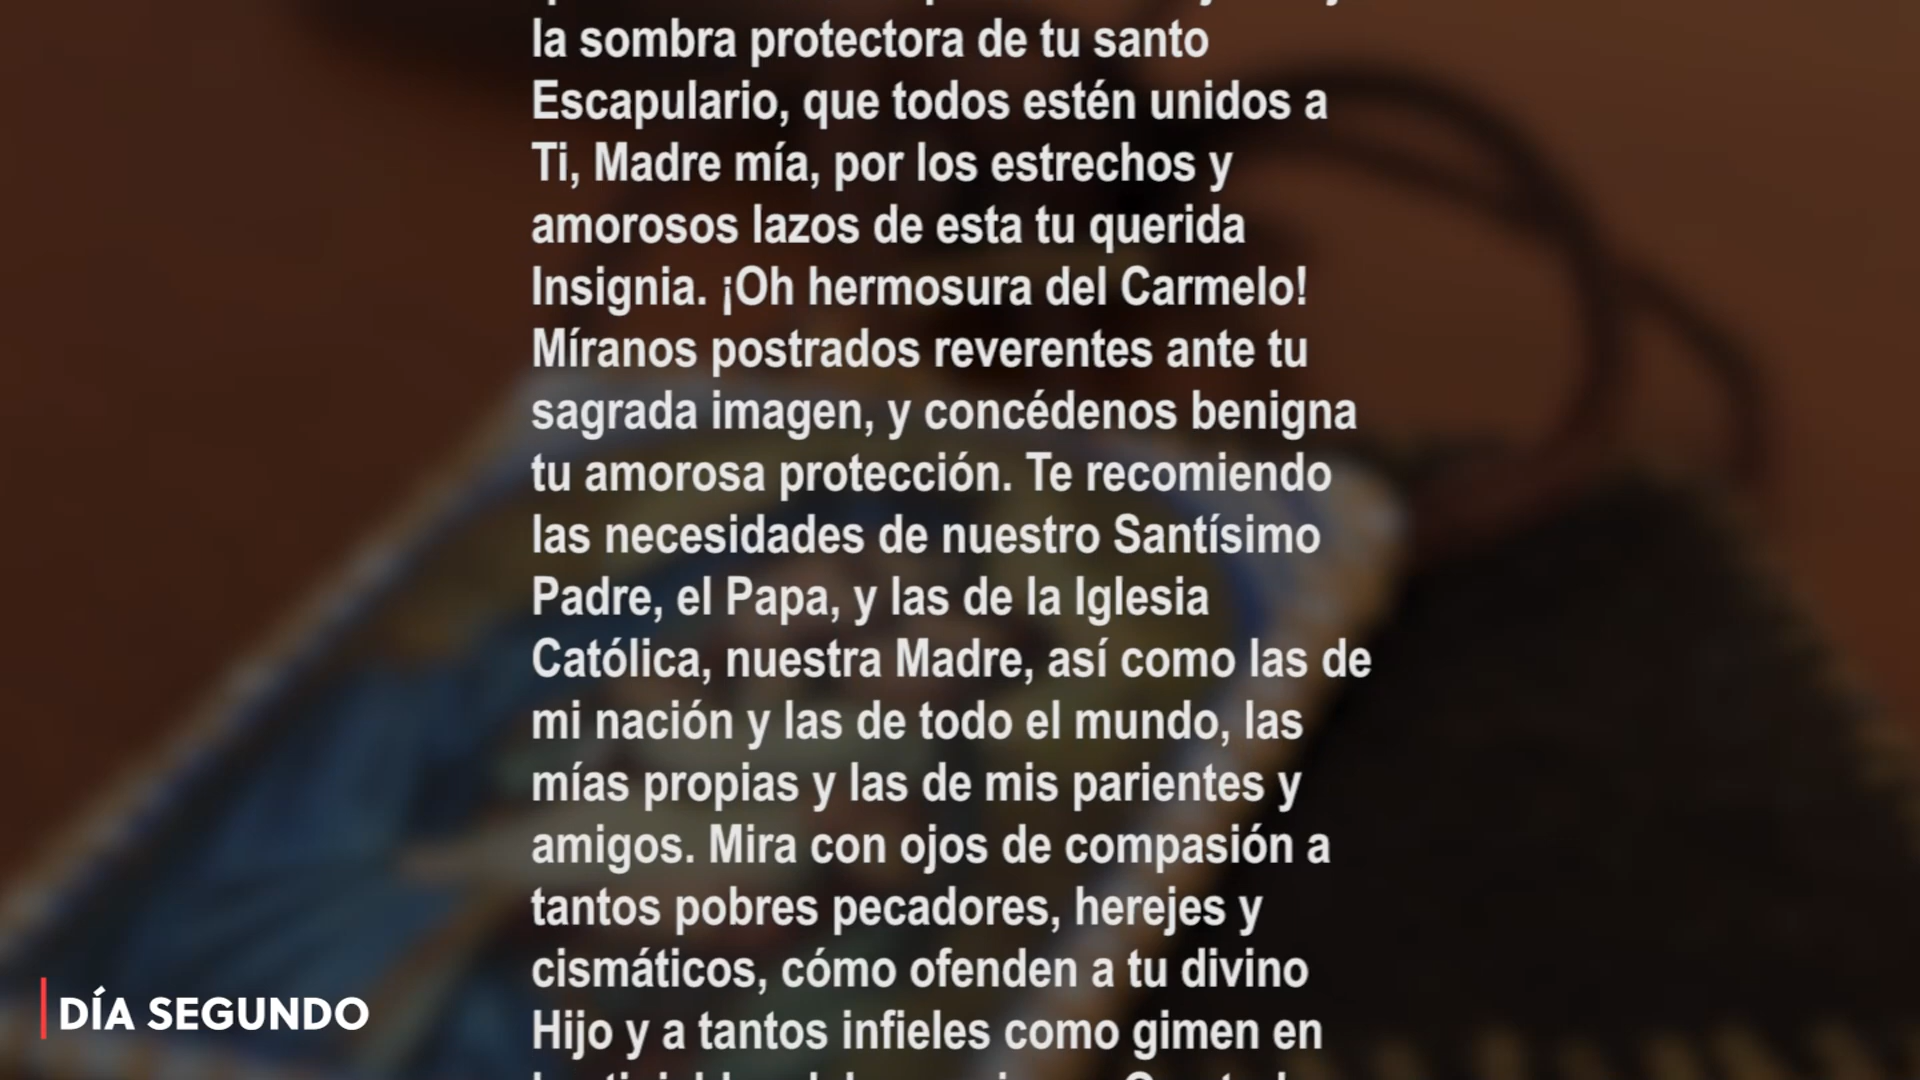 la sombra protectora de tu santo
Escapulario, que todos estén unidos a
Ti, Madre mía, por los estrechos y
amorosos lazos de esta tu querida
Insignia. ¡Oh hermosura del Carmelo!
Míranos postrados reverentes ante tu
sagrada imagen, y concédenos benigna
tu amorosa protección. Te recomiendo
las necesidades de nuestro Santísimo
Padre, el Papa, y las de la Iglesia
Católica, nuestra Madre, así como las de
mi nación y las de todo el mundo, las
mías propias y las de mis parientes y
amigos. Mira con ojos de compasión a
tantos pobres pecadores, herejes y
cismáticos, cómo ofenden a tu divino
Hijo y a tantos infieles como gimen en
DÍA SEGUNDO